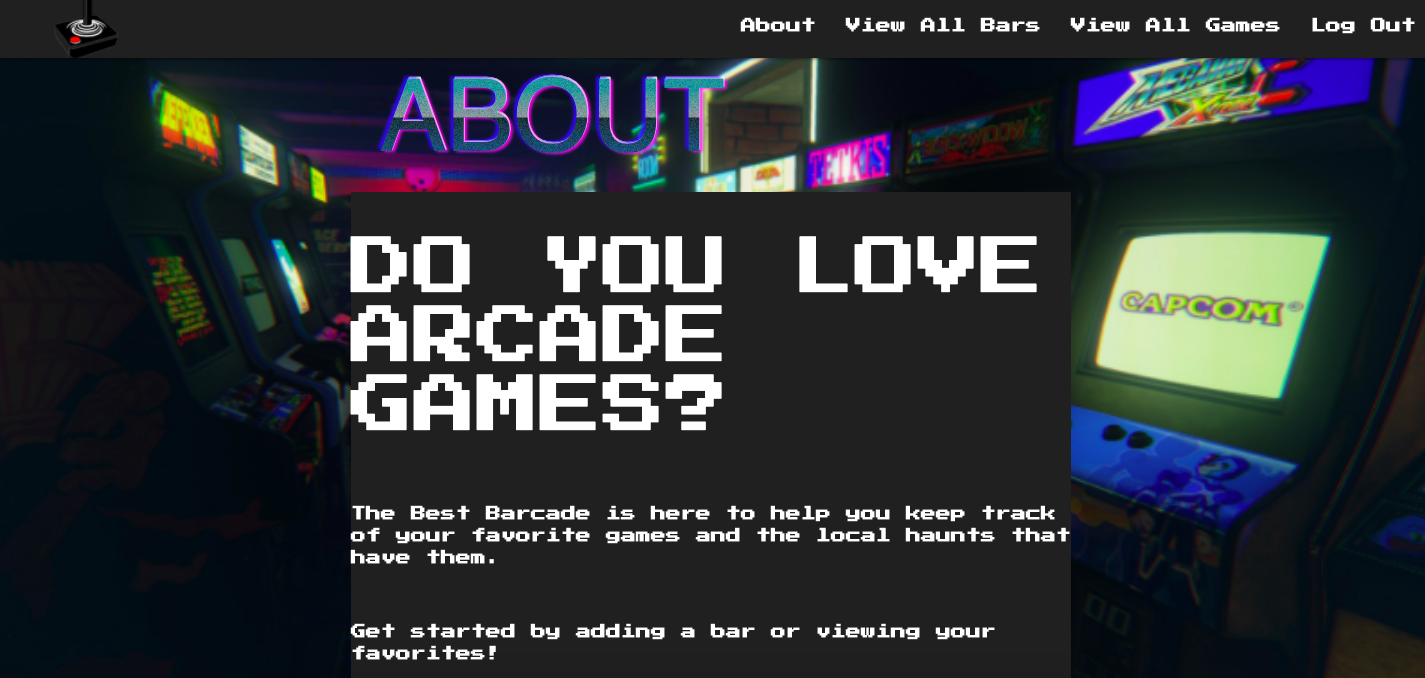 About View All Bars View All Games Log Out
ABOUT
TETRIS
CAPCOM
DO YOU LOVE
ARCADE
GAMES?
The Best Barcade is here to help you keep track
of your favorite games and the local haunts that
have them.
Get started by adding a bar or viewing your
favorites!